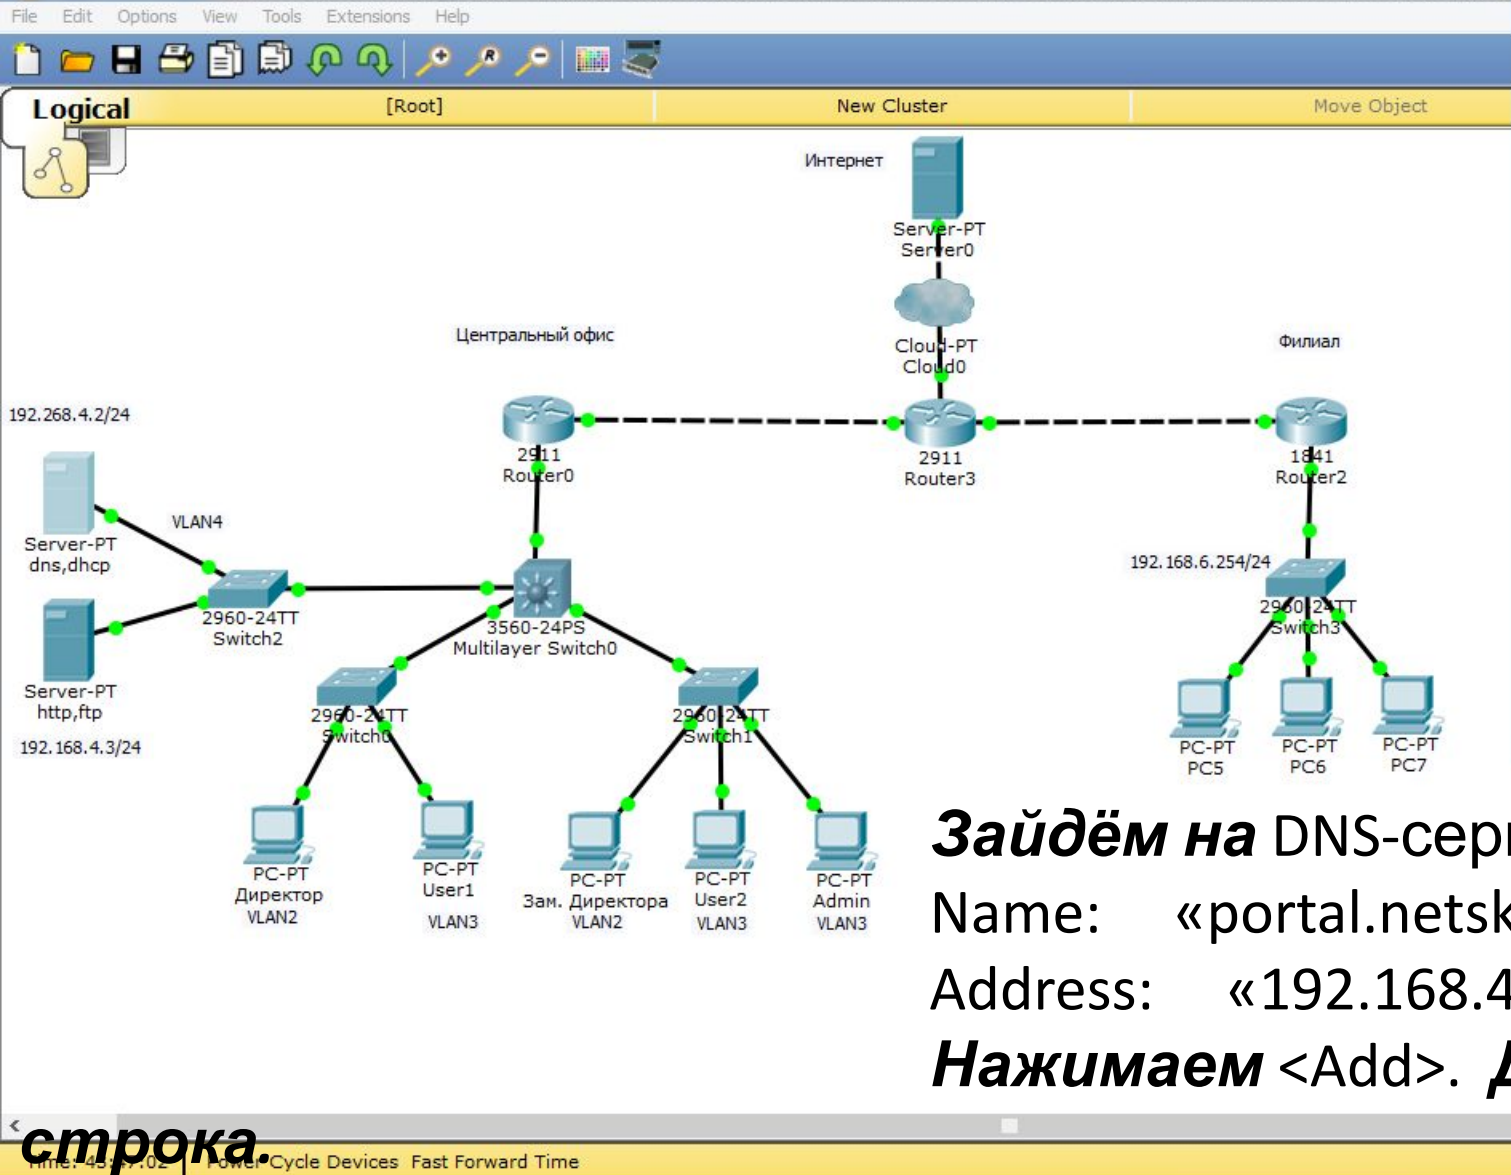 File Edit Options View Tools Extensions Help
Logical
[Root]
New Cluster
Move Object
Интернет
Server-PT
Server0
Cloud-PT
Cloud0
Центральный офис
Филиал
192.268.4.2/24
2911
Router0
2911
Router3
1841
Router2
VLAN4
Server-PT
dns,dhcp
192.168.6.254/24
2960-24TT
Switch2
3560-24PS
Multilayer Switch0
2960-24TT
Switch3
Server-PT
http,ftp
192.168.4.3/24
2960-24TT
Switch0
2960-24TT
Switch1
PC-PT
PC5
PC-PT
PC6
PC-PT
PC7
PC-PT
Директор
VLAN2
PC-PT
User1
VLAN3
PC-PT
Зам. Директора
VLAN2
PC-PT
User2
VLAN3
PC-PT
Admin
VLAN3
Зайдём на DNS-сер
Name: «portal.netsk
Address: «192.168.4
Нажимаем <Add>.
строка.
Power Cycle Devices Fast Forward Time